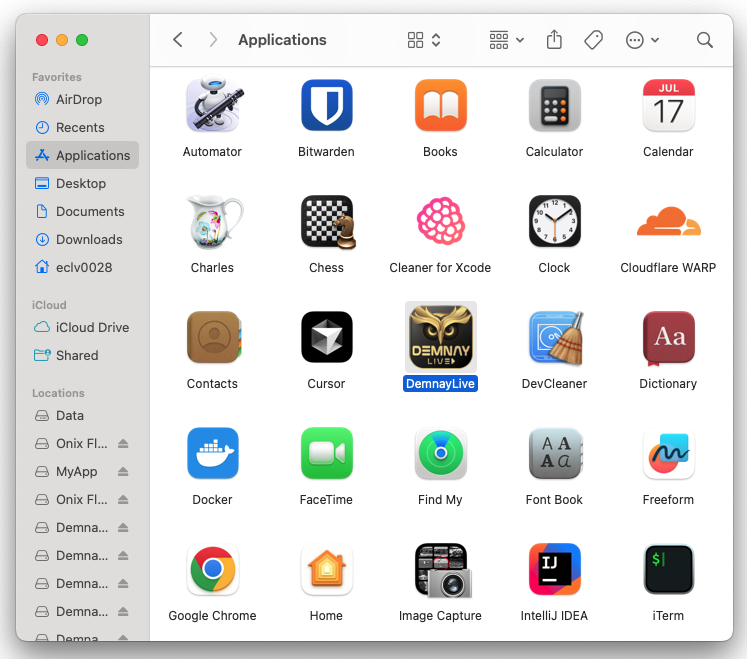 Applications
Favorites
AirDrop
Recents
Applications
Desktop
Documents
Downloads
eclv0028
iCloud
iCloud Drive
Shared
Locations
Data
Onix Fl...
MyApp
Onix Fl...
Demna...
Demna...
Demna...
Demna...
Demna...
JUL
17
Automator
Bitwarden
Books
Calculator
Calendar
12
Charles
Chess
Cleaner for Xcode
Clock
Cloudflare WARP
DEMNAY
LIVE
Aa
Contacts
Cursor
DemnayLive
DevCleaner
Dictionary
A A
A a
Docker
FaceTime
Find My
Font Book
Freeform
IJ
$
Google Chrome
Home
Image Capture
IntelliJ IDEA
iTerm